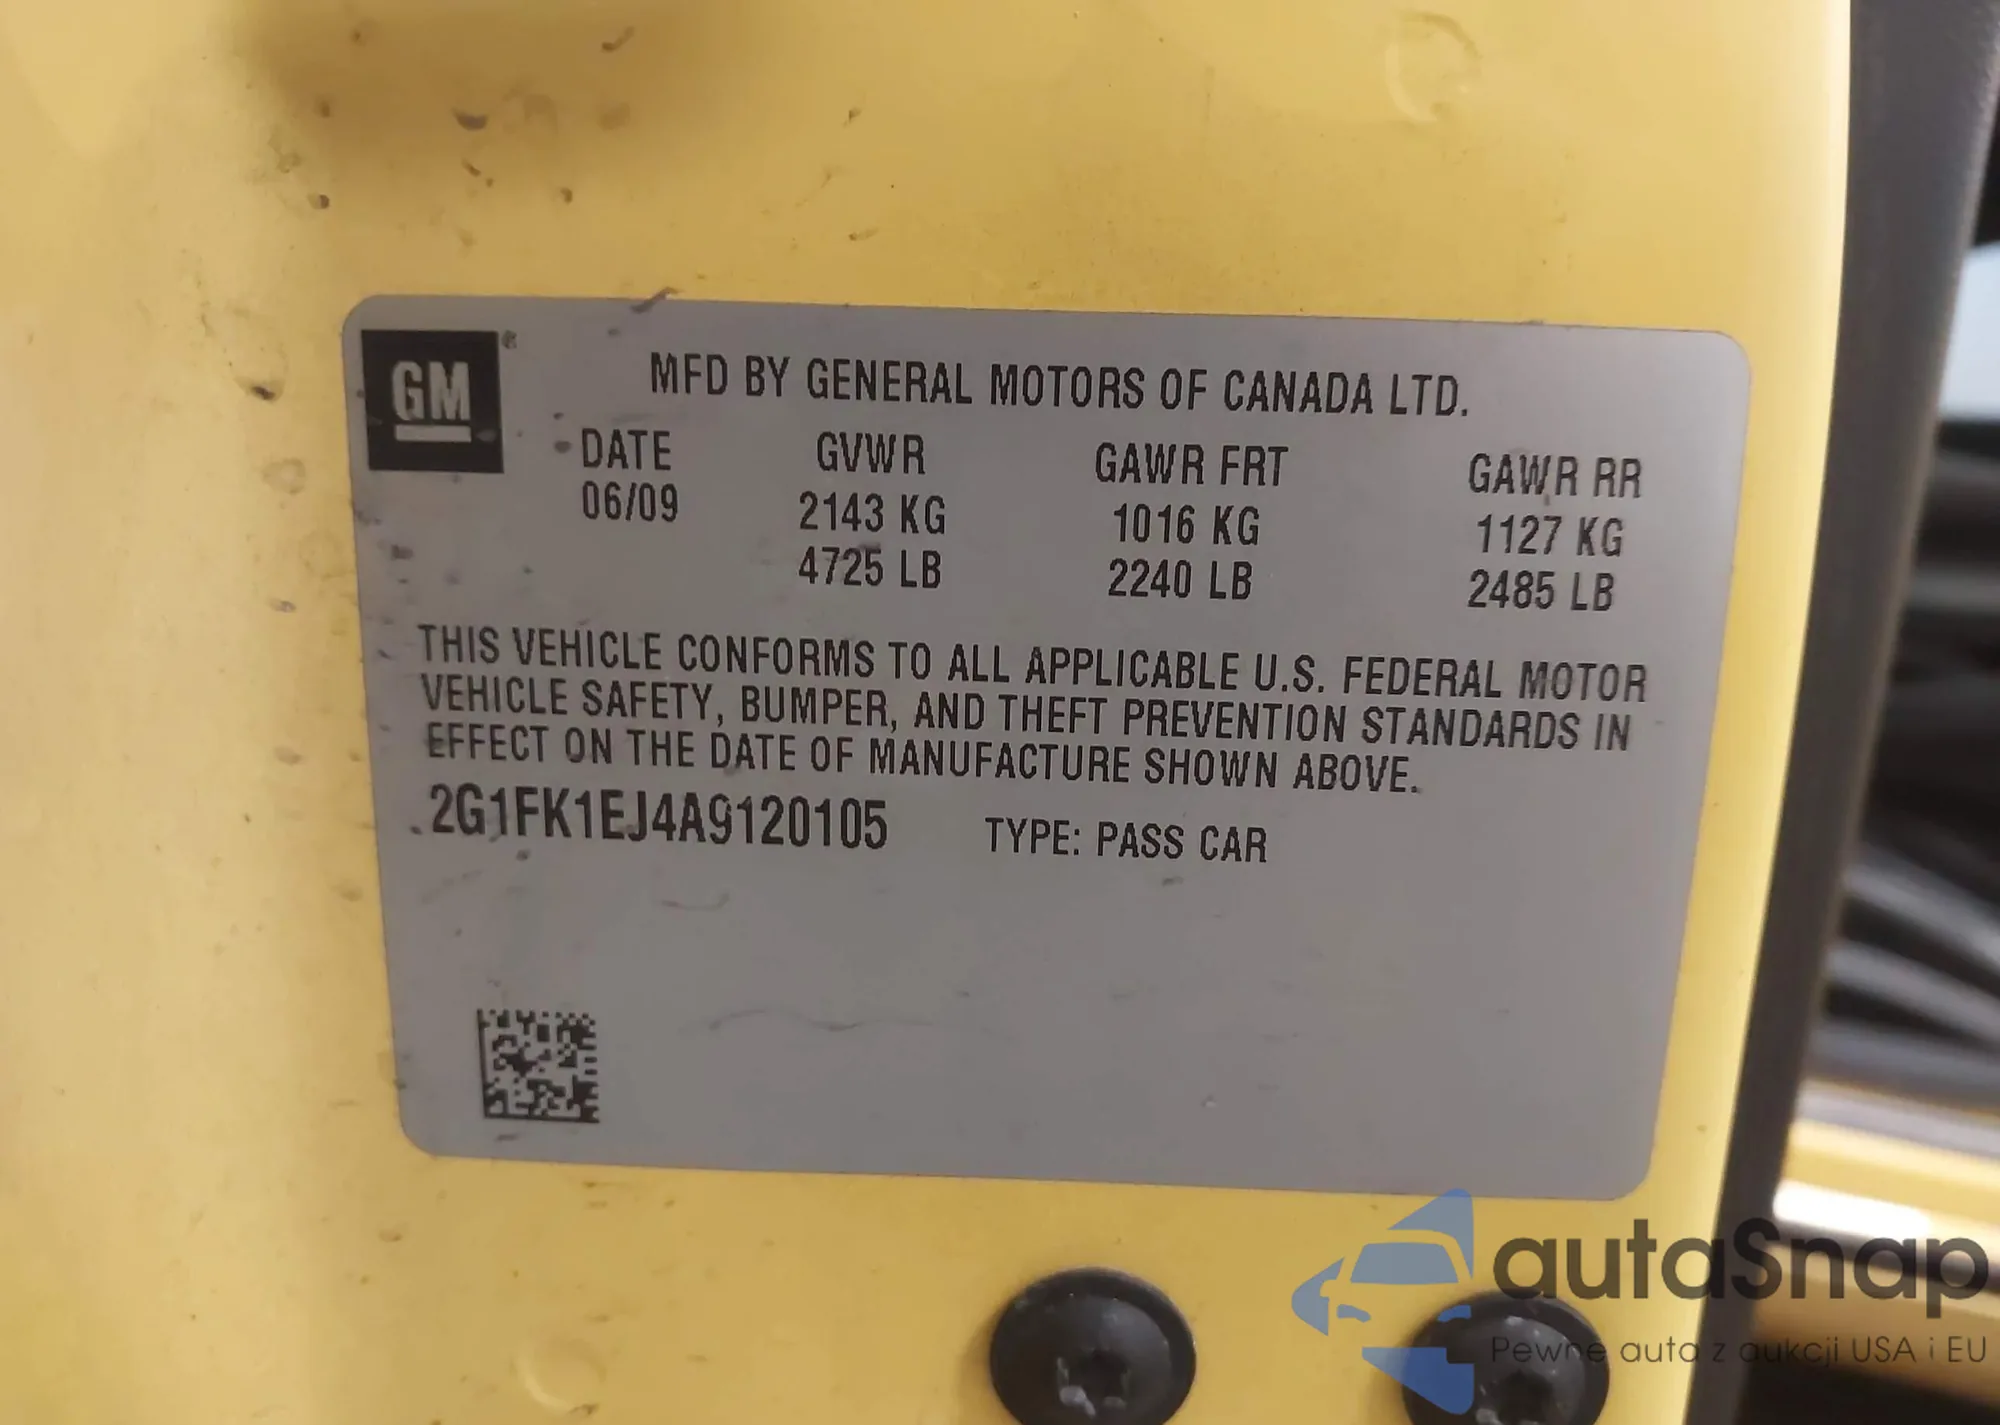 GM®
MFD BY GENERAL MOTORS OF CANADA LTD.
DATE GVWR GAWR FRT GAWR RR
06/09 2143 KG 1016 KG 1127 KG
4725 LB 2240 LB 2485 LB
THIS VEHICLE CONFORMS TO ALL APPLICABLE U.S. FEDERAL MOTOR
VEHICLE SAFETY, BUMPER, AND THEFT PREVENTION STANDARDS IN
EFFECT ON THE DATE OF MANUFACTURE SHOWN ABOVE.
2G1FK1EJ4A9120105 TYPE: PASS CAR
autaSnap
Pewne auta z aukcji USA i EU